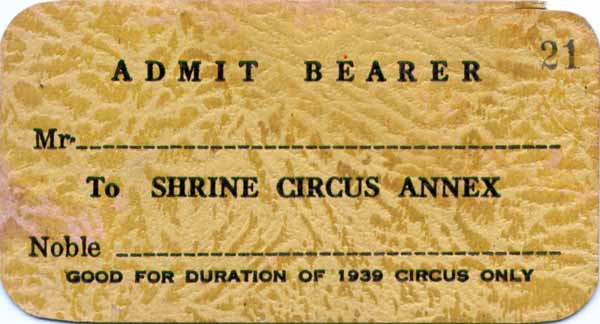 21
ADMIT BEARER
Mr.
To SHRINE CIRCUS ANNEX
Noble
GOOD FOR DURATION OF 1939 CIRCUS ONLY